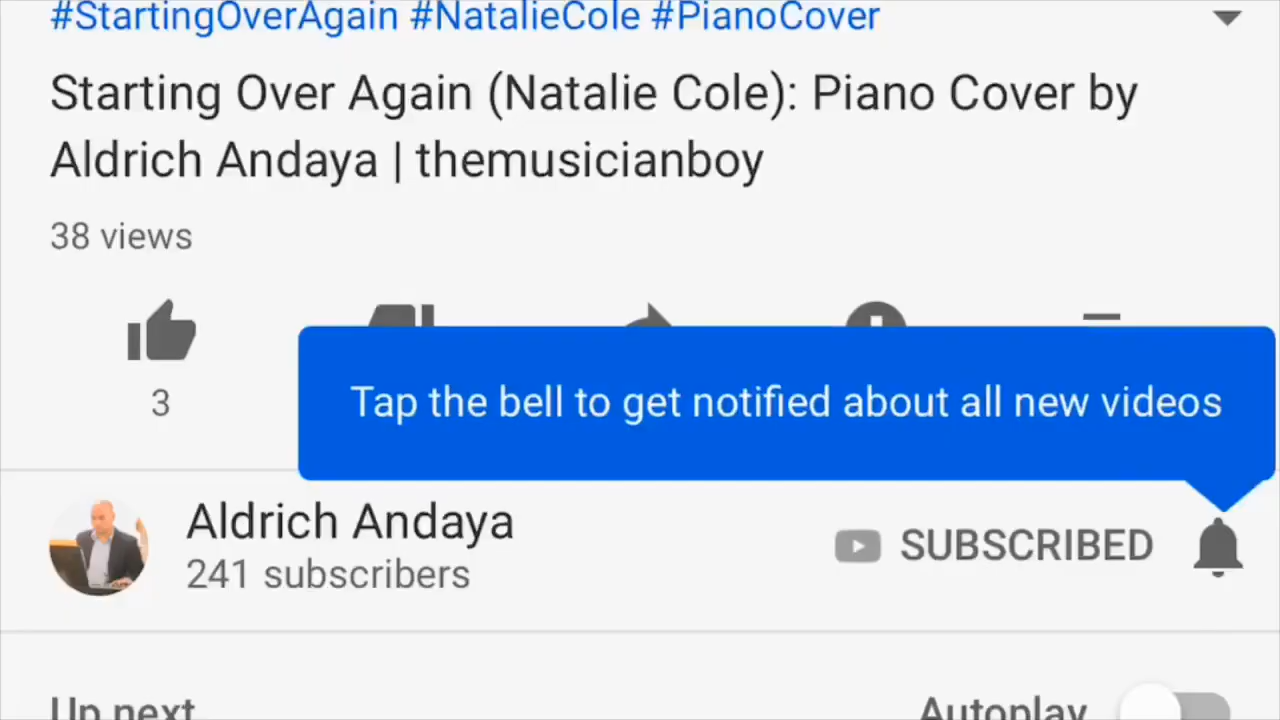 #StartingOverAgain #NatalieCole #PianoCover
Starting Over Again (Natalie Cole): Piano Cover by
Aldrich Andaya | themusicianboy
38 views
3
Tap the bell to get notified about all new videos
Aldrich Andaya
241 subscribers
SUBSCRIBED
Up next
Autoplay